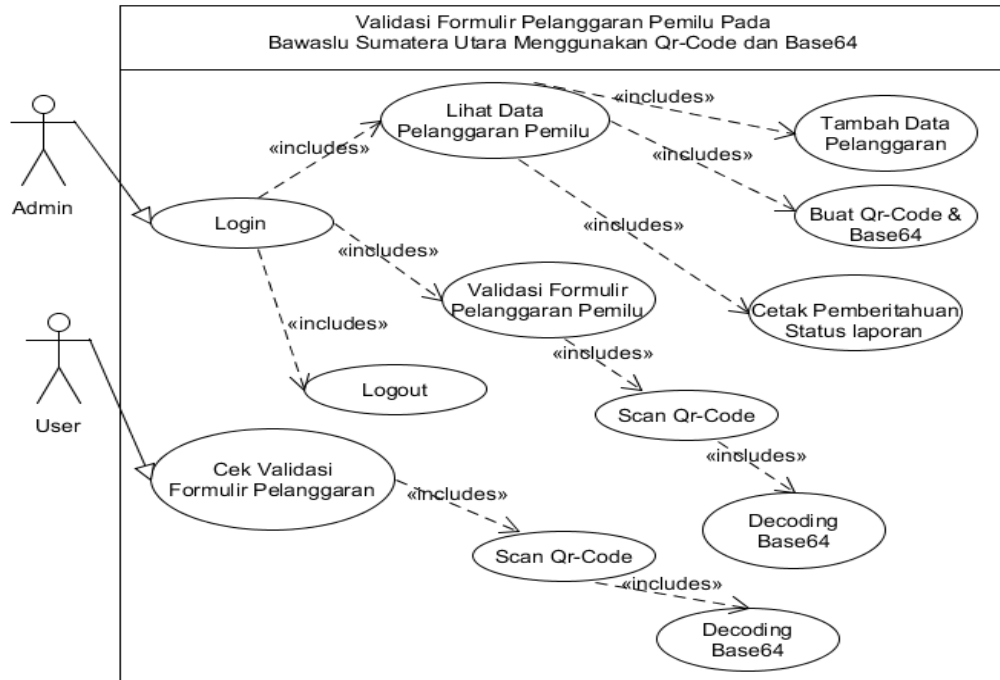 Validasi Formulir Pelanggaran Pemilu Pada
Bawaslu Sumatera Utara Menggunakan Qr-Code dan Base64
Admin
User
Login
«includes»
Lihat Data
Pelanggaran Pemilu
«includes»
Tambah Data
Pelanggaran
«includes»
Buat Qr-Code &
Base64
«includes»
Validasi Formulir
Pelanggaran Pemilu
Cetak Pemberitahuan
Status laporan
«includes»
Logout
«includes»
Scan Qr-Code
«includes»
Decoding
Base64
Cek Validasi
Formulir Pelanggaran
«includes»
Scan Qr-Code
«includes»
Decoding
Base64